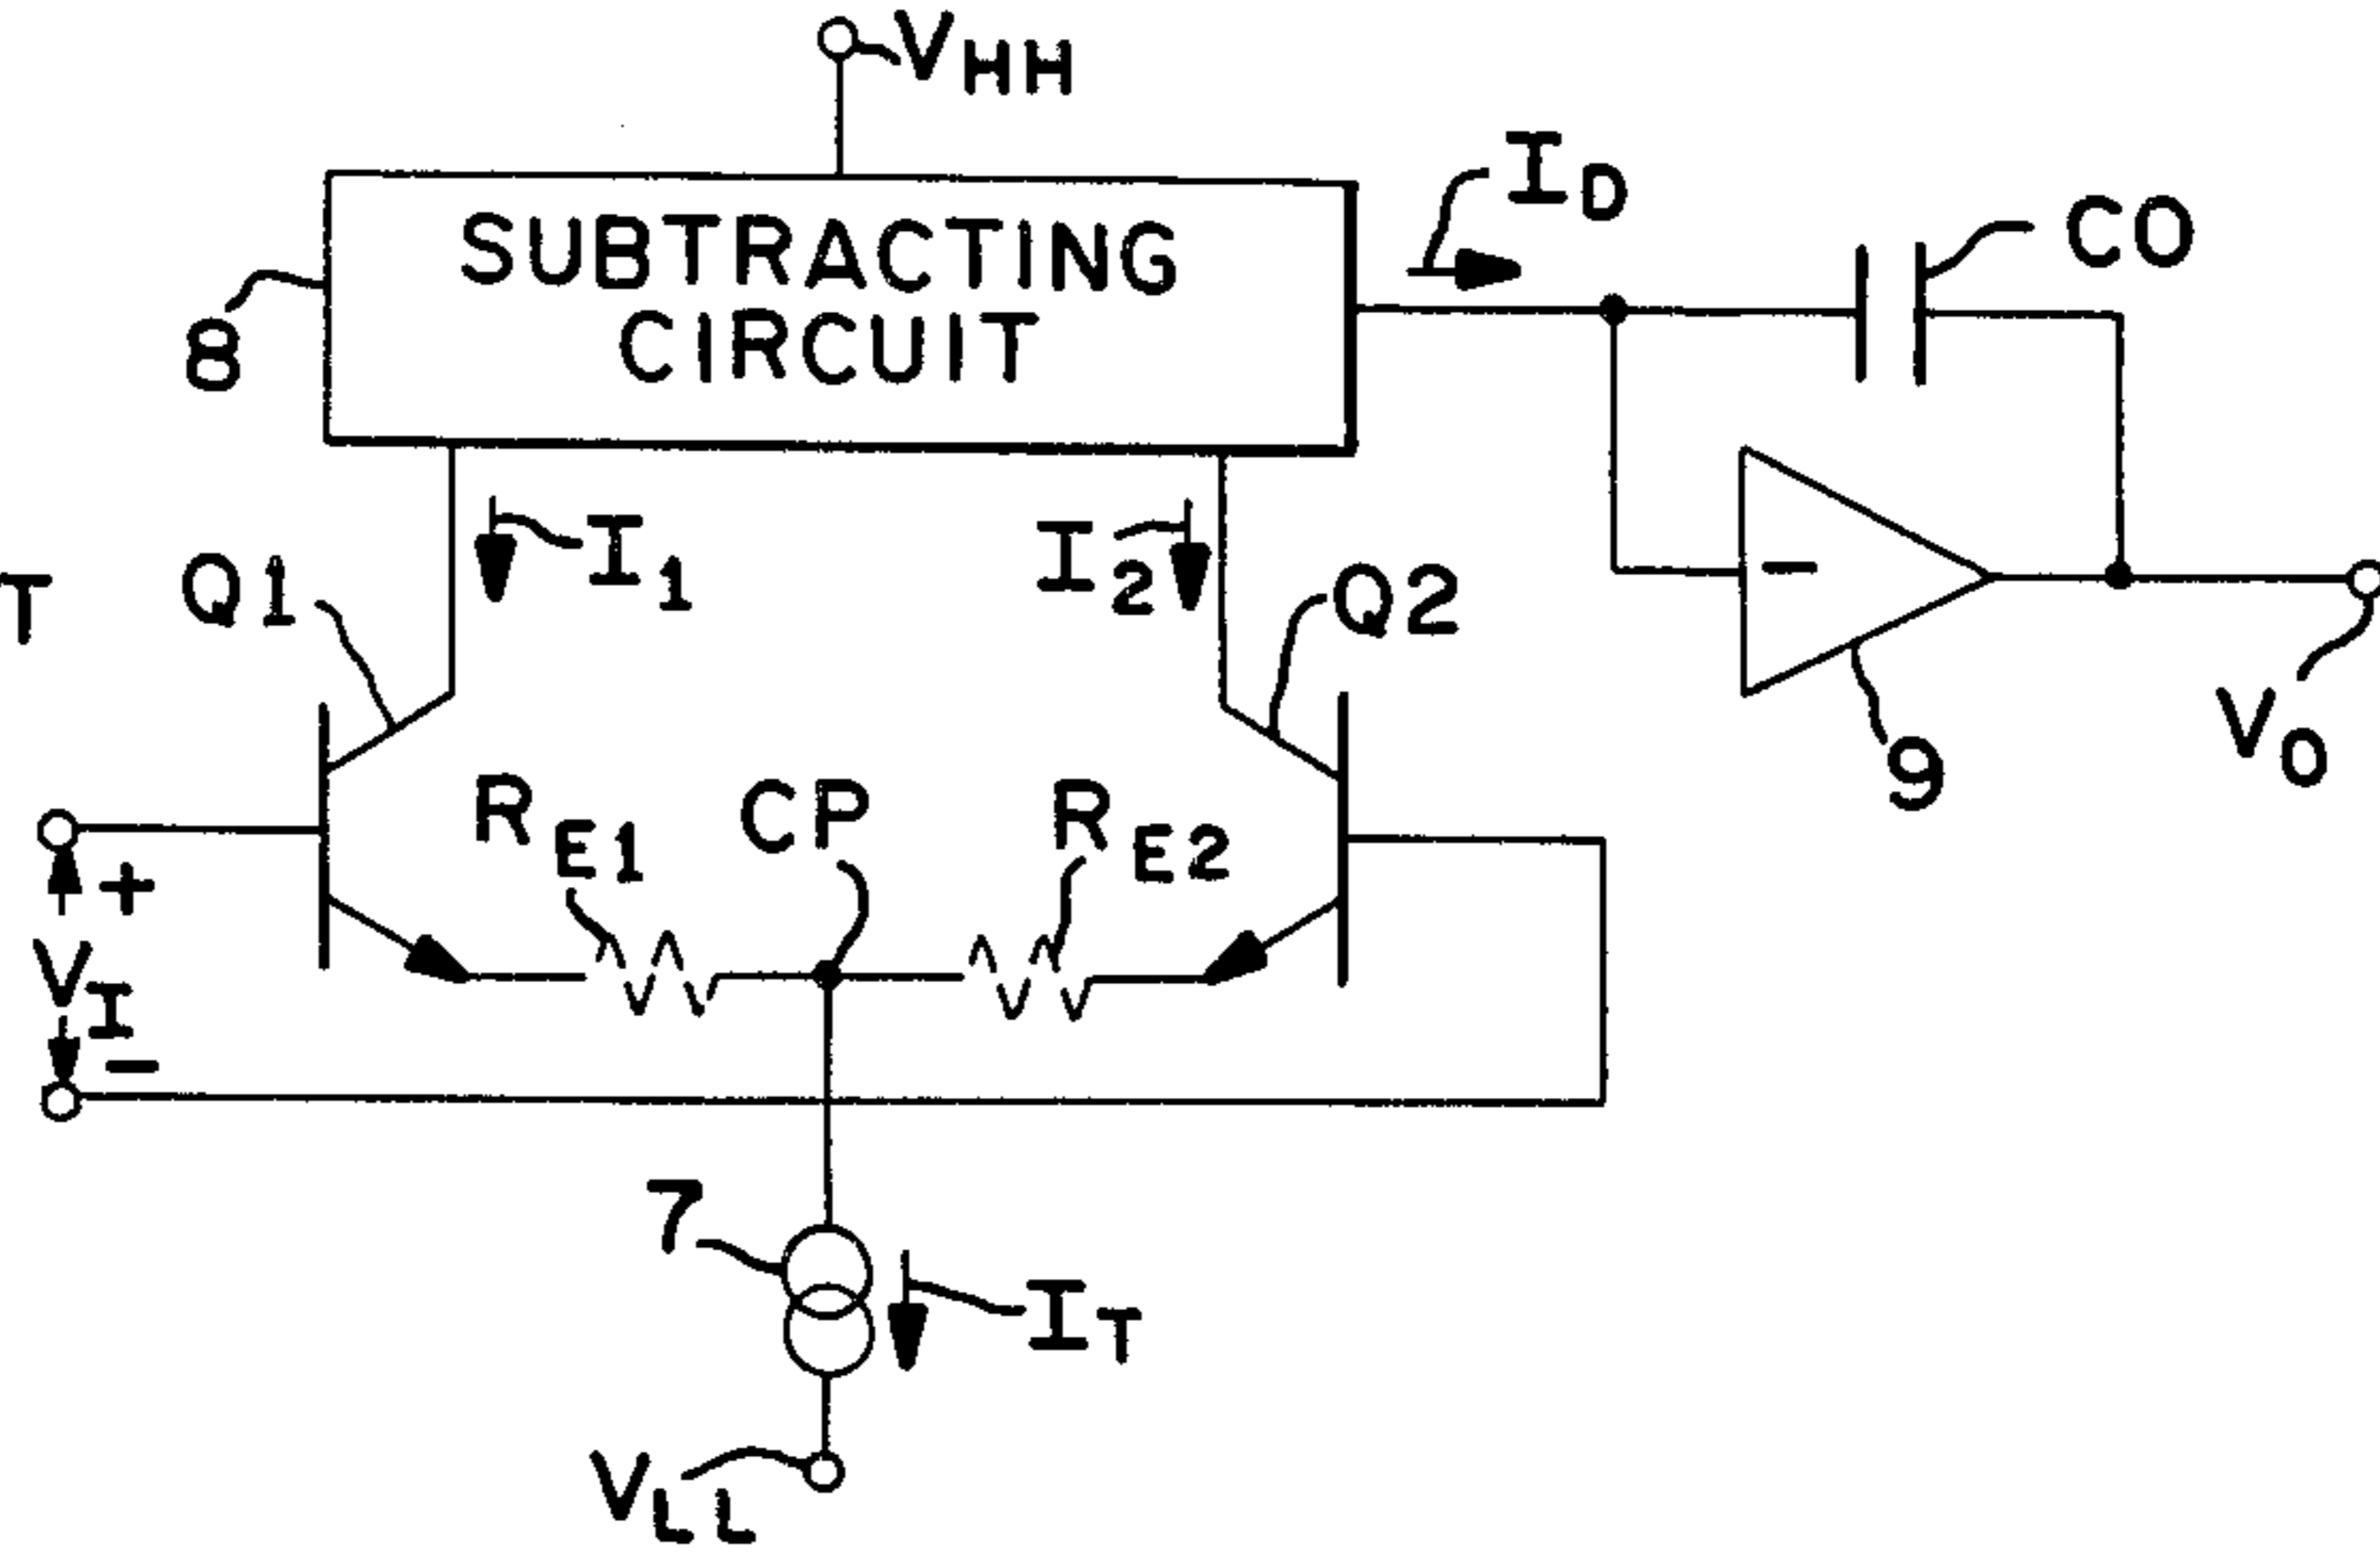 VHH
ID
CO
SUBTRACTING
CIRCUIT
8
T
Q1
I1
I2
Q2
VO
9
RE1
CP
RE2
+
VI
-
-
7
IT
VLL